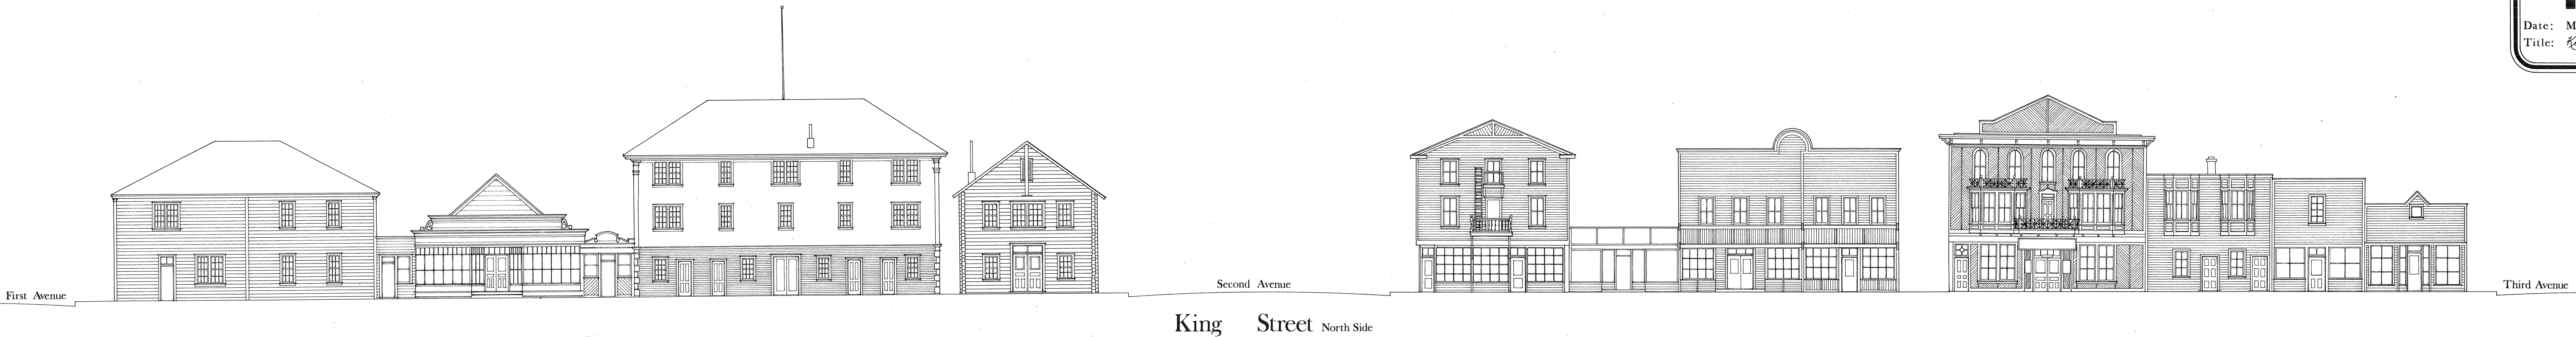 Date: M
Title:
First Avenue
Second Avenue
Third Avenue
King Street North Side